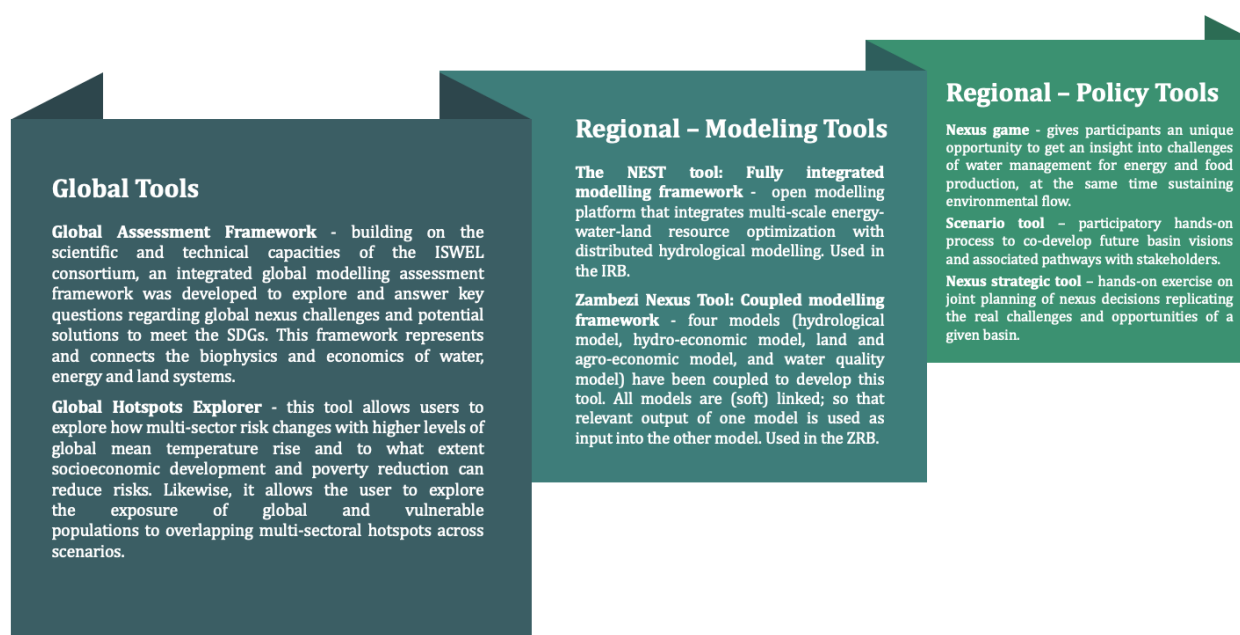 Global Tools
Global Assessment Framework - building on the
scientific and technical capacities of the ISWEL
consortium, an integrated global modelling assessment
framework was developed to explore and answer key
questions regarding global nexus challenges and potential
solutions to meet the SDGs. This framework represents
and connects the biophysics and economics of water,
energy and land systems.
Global Hotspots Explorer - this tool allows users to
explore how multi-sector risk changes with higher levels of
global mean temperature rise and to what extent
socioeconomic development and poverty reduction can
reduce risks. Likewise, it allows the user to explore
the exposure of global and vulnerable
populations to overlapping multi-sectoral hotspots across
scenarios.
Regional – Modeling Tools
The NEST tool: Fully integrated
modelling framework - open modelling
platform that integrates multi-scale energy-
water-land resource optimization with
distributed hydrological modelling. Used in
the IRB.
Zambezi Nexus Tool: Coupled modelling
framework - four models (hydrological
model, hydro-economic model, land and
agro-economic model, and water quality
model) have been coupled to develop this
tool. All models are (soft) linked; so that
relevant output of one model is used as
input into the other model. Used in the ZRB.
Regional – Policy Tools
Nexus game - gives participants an unique
opportunity to get an insight into challenges
of water management for energy and food
production, at the same time sustaining
environmental flow.
Scenario tool – participatory hands-on
process to co-develop future basin visions
and associated pathways with stakeholders.
Nexus strategic tool – hands-on exercise on
joint planning of nexus decisions replicating
the real challenges and opportunities of a
given basin.